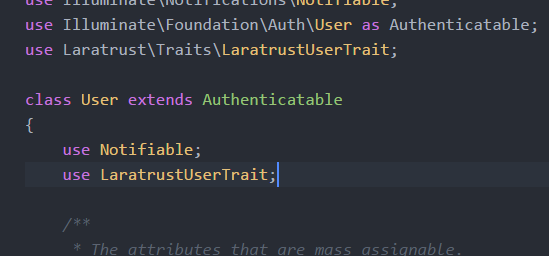 use Illuminate\Notifications\Notifiable;
use Illuminate\Foundation\Auth\User as Authenticatable;
use Laratrust\Traits\LaratrustUserTrait;
class User extends Authenticatable
{
use Notifiable;
use LaratrustUserTrait;
/**
* The attributes that are mass assignable.